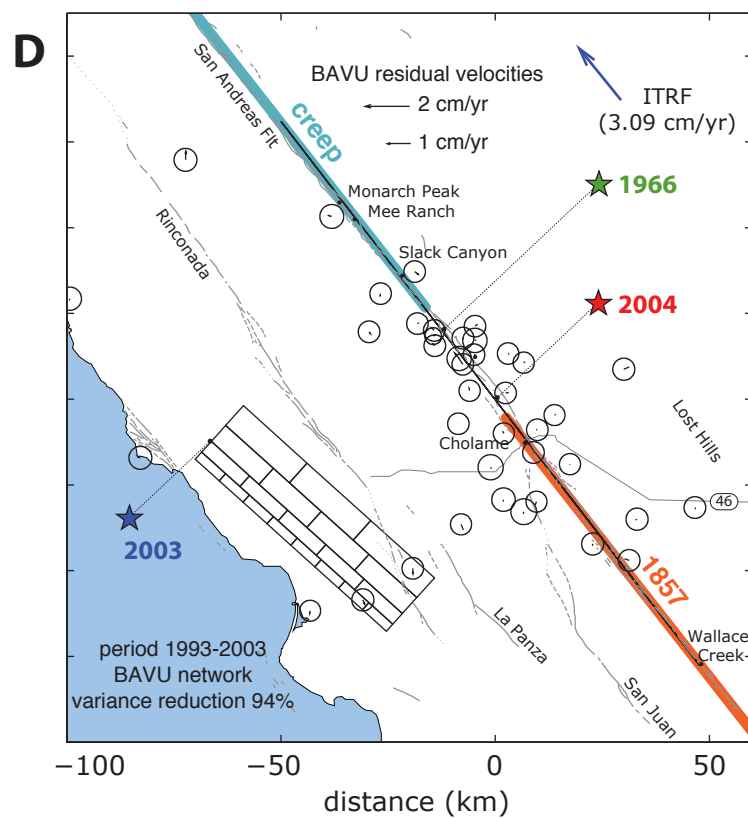 D
San Andreas Flt
creep
BAVU residual velocities
2 cm/yr
1 cm/yr
ITRF
(3.09 cm/yr)
1966
Monarch Peak
Mee Ranch
Rinconada
Slack Canyon
2004
Lost Hills
Cholame
46
2003
1857
La Panza
Wallace
Creek-
San Juan
period 1993-2003
BAVU network
variance reduction 94%
−100
−50
0
50
distance (km)